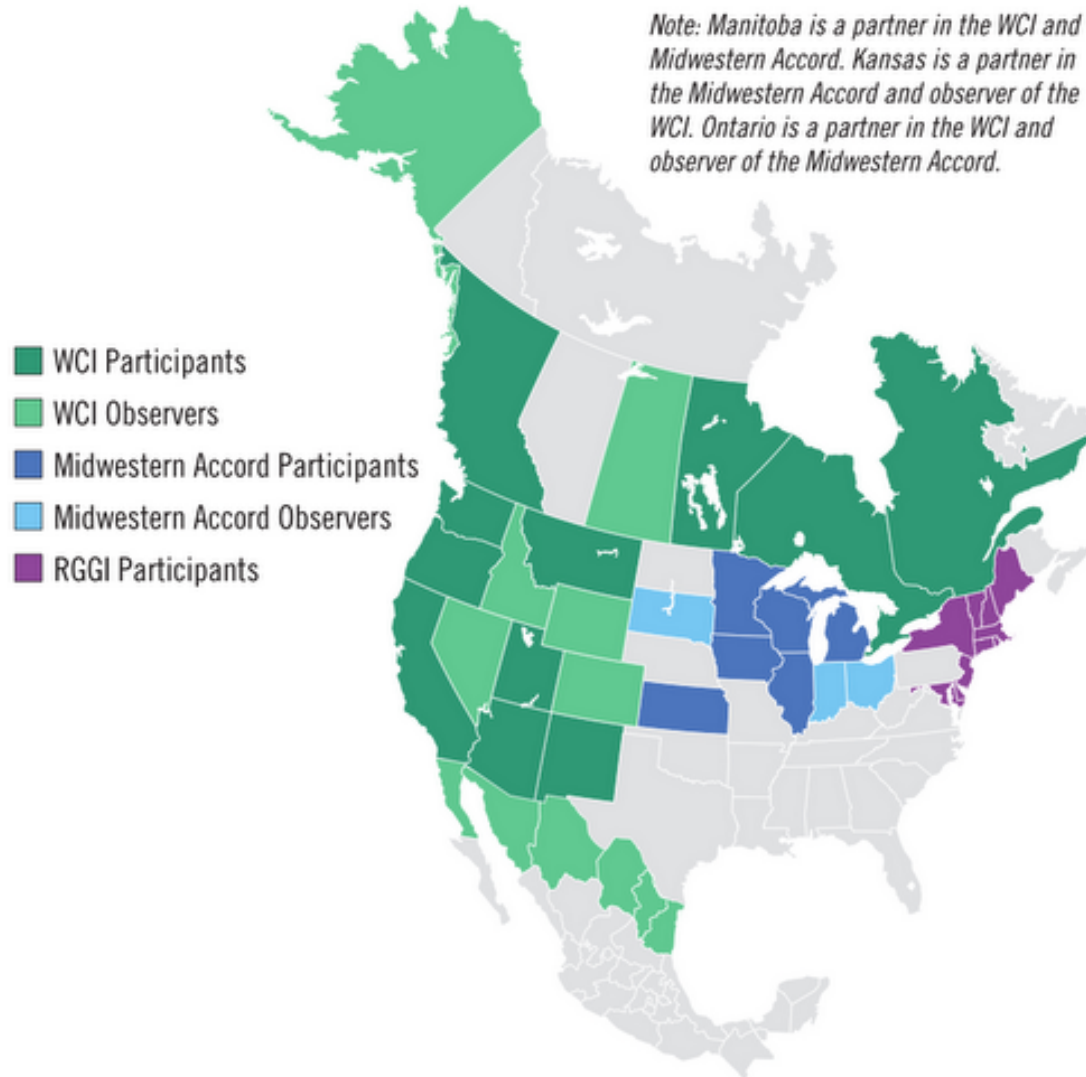 Note: Manitoba is a partner in the WCI and
Midwestern Accord. Kansas is a partner in
the Midwestern Accord and observer of the
WCI. Ontario is a partner in the WCI and
observer of the Midwestern Accord.
WCI Participants
WCI Observers
Midwestern Accord Participants
Midwestern Accord Observers
RGGI Participants